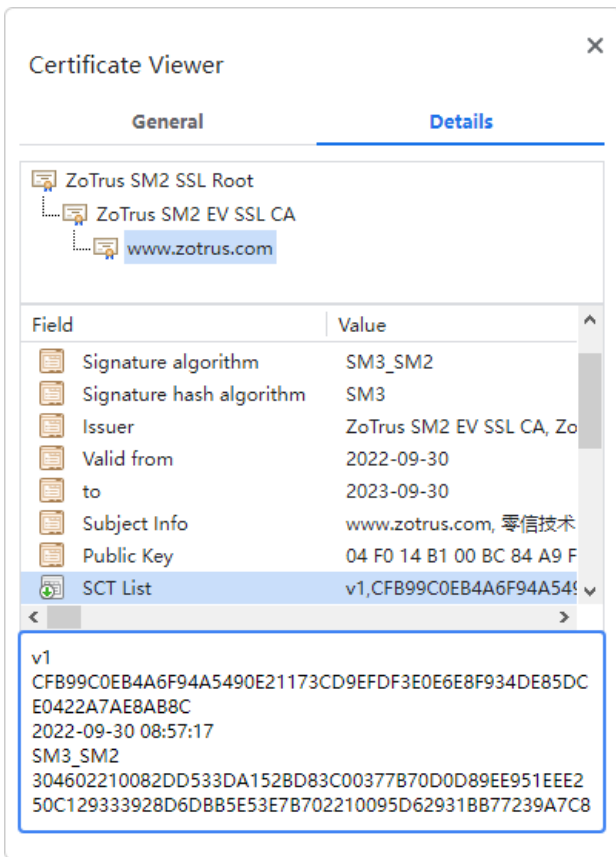 Certificate Viewer
General Details
ZoTrus SM2 SSL Root
ZoTrus SM2 EV SSL CA
www.zotrus.com
Field Value
Signature algorithm SM3_SM2
Signature hash algorithm SM3
Issuer ZoTrus SM2 EV SSL CA, Zo
Valid from 2022-09-30
to 2023-09-30
Subject Info www.zotrus.com, 零信技术
Public Key 04 F0 14 B1 00 BC 84 A9 F
SCT List v1,CFB99C0EB4A6F94A549
v1
CFB99C0EB4A6F94A5490E21173CD9EFDF3E0E6E8F934DE85DC
E0422A7AE8AB8C
2022-09-30 08:57:17
SM3_SM2
304602210082DD533DA152BD83C00377B70D0D89EE951EEE2
50C129333928D6DBB5E53E7B702210095D62931BB77239A7C8